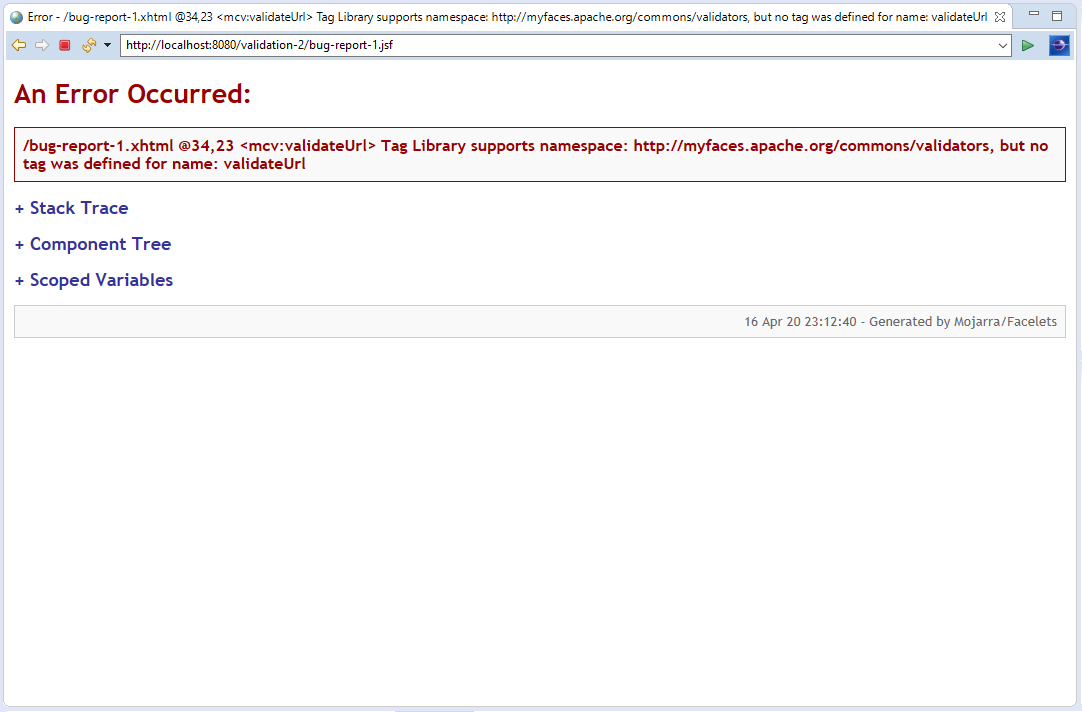 Error - /bug-report-1.xhtml @34,23 <mcv:validateUrl> Tag Library supports namespace: http://myfaces.apache.org/commons/validators, but no tag was defined for name: validateUrl
http://localhost:8080/validation-2/bug-report-1.jsf
An Error Occurred:
/bug-report-1.xhtml @34,23 <mcv:validateUrl> Tag Library supports namespace: http://myfaces.apache.org/commons/validators, but no
tag was defined for name: validateUrl
+ Stack Trace
+ Component Tree
+ Scoped Variables
16 Apr 20 23:12:40 - Generated by Mojarra/Facelets